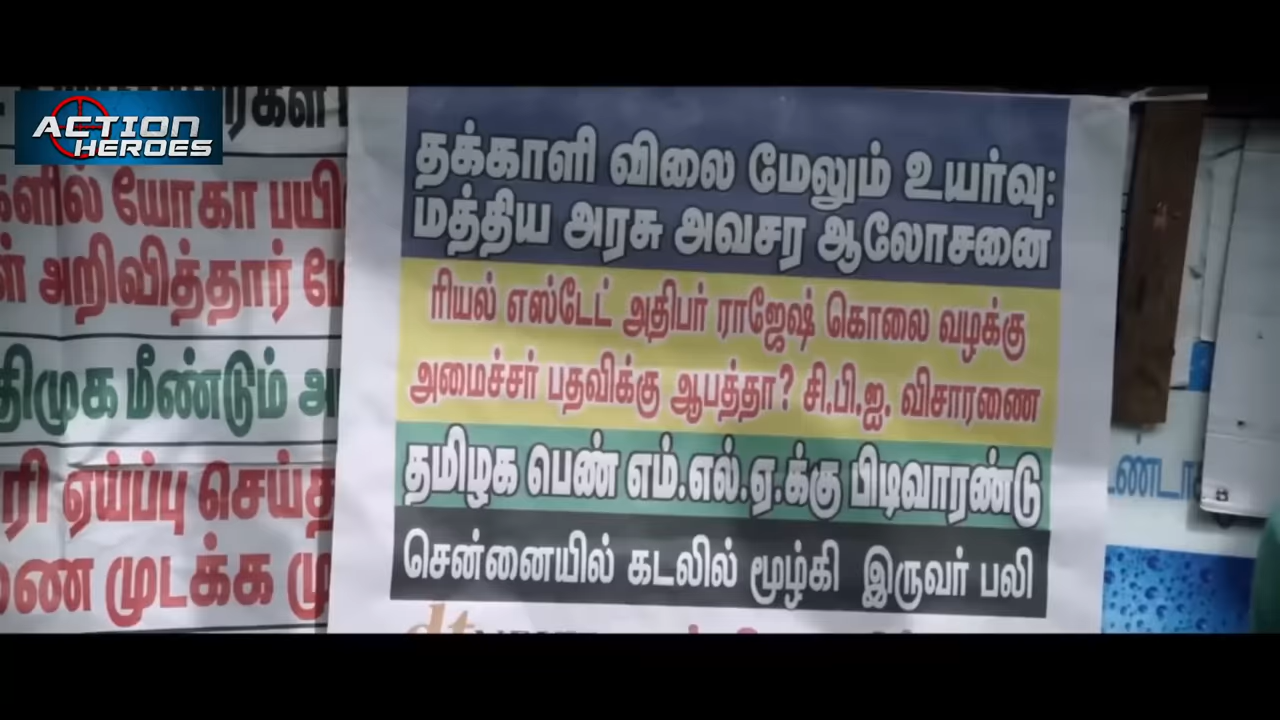 ACTION
HEROES
களில் யோகா பயி
அறிவித்தார்
திமுக மீண்டும் அ
ரி ஏய்ப்பு செய்த
ணை முடக்க மு
தக்காளி விலை மேலும் உயர்வு:
மத்திய அரசு அவசர ஆலோசனை
ரியல் எஸ்டேட் அதிபர் ராஜேஷ் கொலை வழக்கு
அமைச்சர் பதவிக்கு ஆபத்தா? சி.பி.ஐ. விசாரணை
தமிழக பெண் எம்.எல்.ஏ.க்கு பிடிவாரண்டு
சென்னையில் கடலில் மூழ்கி இருவர் பலி